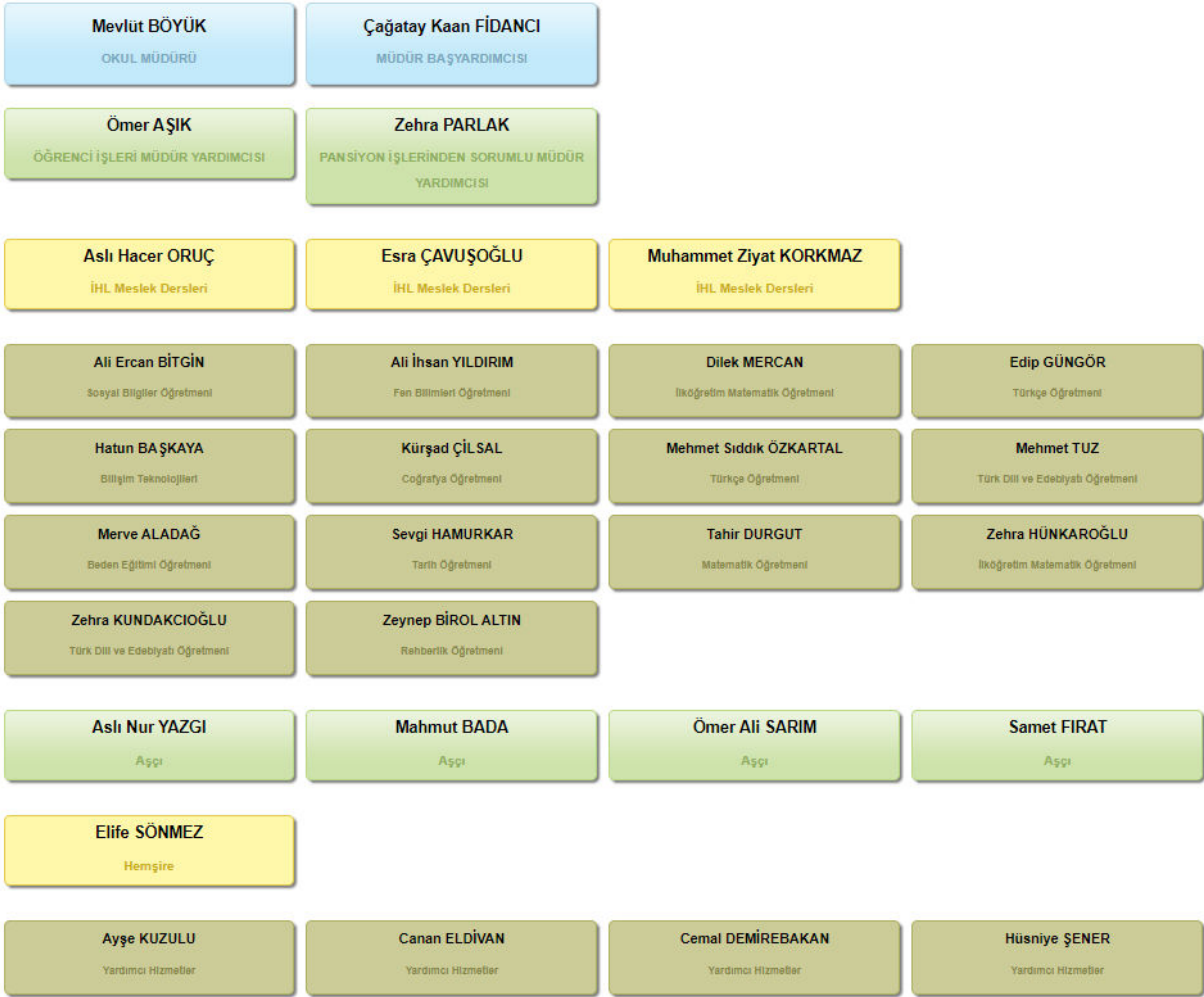 Mevlüt BÖYÜK
OKUL MÜDÜRÜ
Çağatay Kaan FİDANCI
MÜDÜR BAŞYARDIMCISI
Ömer AŞIK
ÖĞRENCİ İŞLERİ MÜDÜR YARDIMCISI
Zehra PARLAK
PANSİYON İŞLERİNDEN SORUMLU MÜDÜR
YARDIMCISI
Aslı Hacer ORUÇ
İHL Meslek Dersleri
Esra ÇAVUŞOĞLU
İHL Meslek Dersleri
Muhammet Ziyat KORKMAZ
İHL Meslek Dersleri
Ali Ercan BİTGİN
Sosyal Bilgiler Öğretmeni
Ali İhsan YILDIRIM
Fen Bilimleri Öğretmeni
Dilek MERCAN
İlköğretim Matematik Öğretmeni
Edip GÜNGÖR
Türkçe Öğretmeni
Hatun BAŞKAYA
Bilişim Teknolojileri
Kürşad ÇİLSAL
Coğrafya Öğretmeni
Mehmet Sıddık ÖZKARTAL
Türkçe Öğretmeni
Mehmet TUZ
Türk Dili ve Edebiyatı Öğretmeni
Merve ALADAĞ
Beden Eğitimi Öğretmeni
Sevgi HAMURKAR
Tarih Öğretmeni
Tahir DURGUT
Matematik Öğretmeni
Zehra HÜNKAROĞLU
İlköğretim Matematik Öğretmeni
Zehra KUNDAKCIOĞLU
Türk Dili ve Edebiyatı Öğretmeni
Zeynep BİROL ALTIN
Rehberlik Öğretmeni
Aslı Nur YAZGI
Aşçı
Mahmut BADA
Aşçı
Ömer Ali SARIM
Aşçı
Samet FIRAT
Aşçı
Elife SÖNMEZ
Hemşire
Ayşe KUZULU
Yardımcı Hizmetler
Canan ELDİVAN
Yardımcı Hizmetler
Cemal DEMİREBAKAN
Yardımcı Hizmetler
Hüsniye ŞENER
Yardımcı Hizmetler